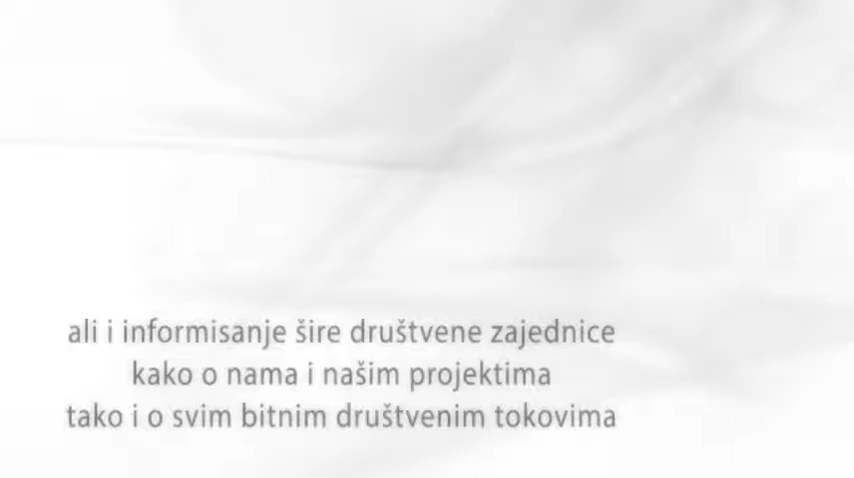 ali i informisanje šire društvene zajednice
kako o nama i našim projektima
tako i o svim bitnim društvenim tokovima